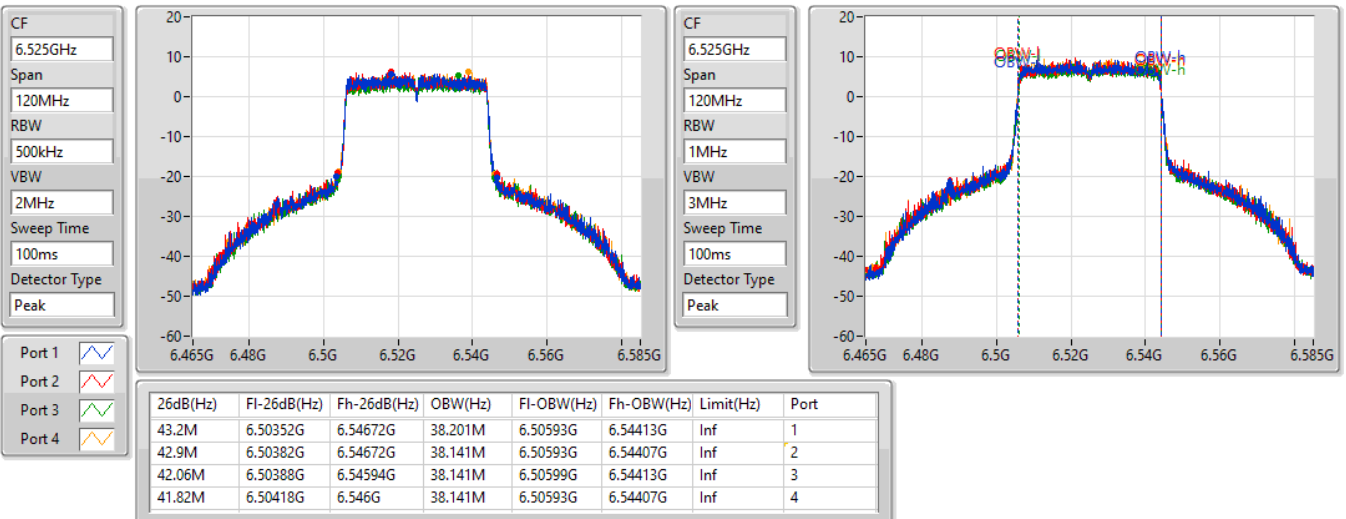 CF
6.525GHz
Span
120MHz
RBW
500kHz
VBW
2MHz
Sweep Time
100ms
Detector Type
Peak
20
10
0
-10
-20
-30
-40
-50
-60
6.465G 6.48G 6.5G 6.52G 6.54G 6.56G 6.585G
CF
6.525GHz
Span
120MHz
RBW
1MHz
VBW
3MHz
Sweep Time
100ms
Detector Type
Peak
20
10
0
-10
-20
-30
-40
-50
-60
OBW-l OBW-h
OBW-h
6.465G 6.48G 6.5G 6.52G 6.54G 6.56G 6.585G
Port 1
Port 2
Port 3
Port 4
26dB(Hz) Fl-26dB(Hz) Fh-26dB(Hz) OBW(Hz) Fl-OBW(Hz) Fh-OBW(Hz) Limit(Hz) Port
43.2M 6.50352G 6.54672G 38.201M 6.50593G 6.54413G Inf 1
42.9M 6.50382G 6.54672G 38.141M 6.50593G 6.54407G Inf 2
42.06M 6.50388G 6.54594G 38.141M 6.50599G 6.54413G Inf 3
41.82M 6.50418G 6.546G 38.141M 6.50593G 6.54407G Inf 4